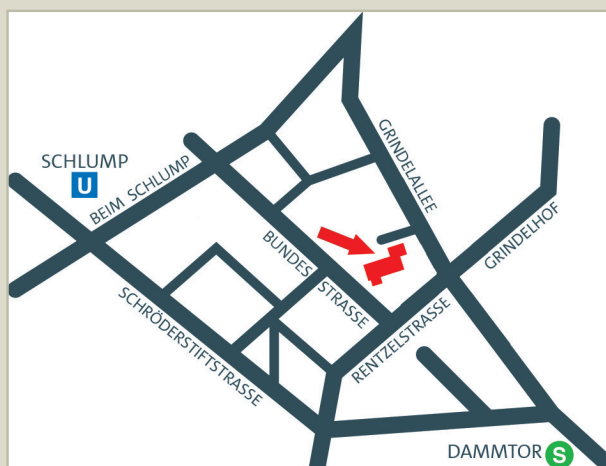 SCHLUMP
U
BEIM SCHLUMP
GRINDELALLEE
GRINDELHOF
BUNDES STRASSE
RENTZELSTRASSE
SCHRÖDERSTIFTSTRASSE
DAMMTOR S